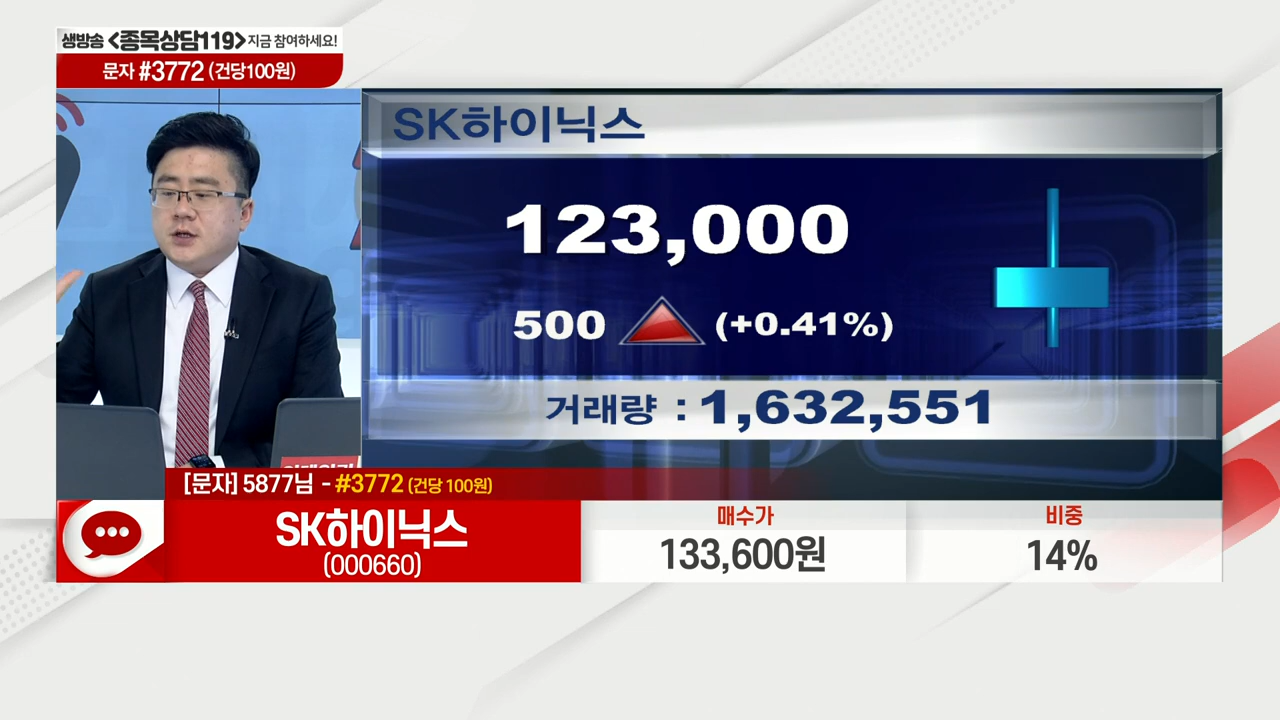 생방송 <종목상담119> 지금 참여하세요!
문자 #3772 (건당100원)
SK하이닉스
123,000
500 (+0.41%)
거래량 : 1,632,551
[문자] 5877님 - #3772 (건당 100원)
SK하이닉스
(000660)
매수가
133,600원
비중
14%